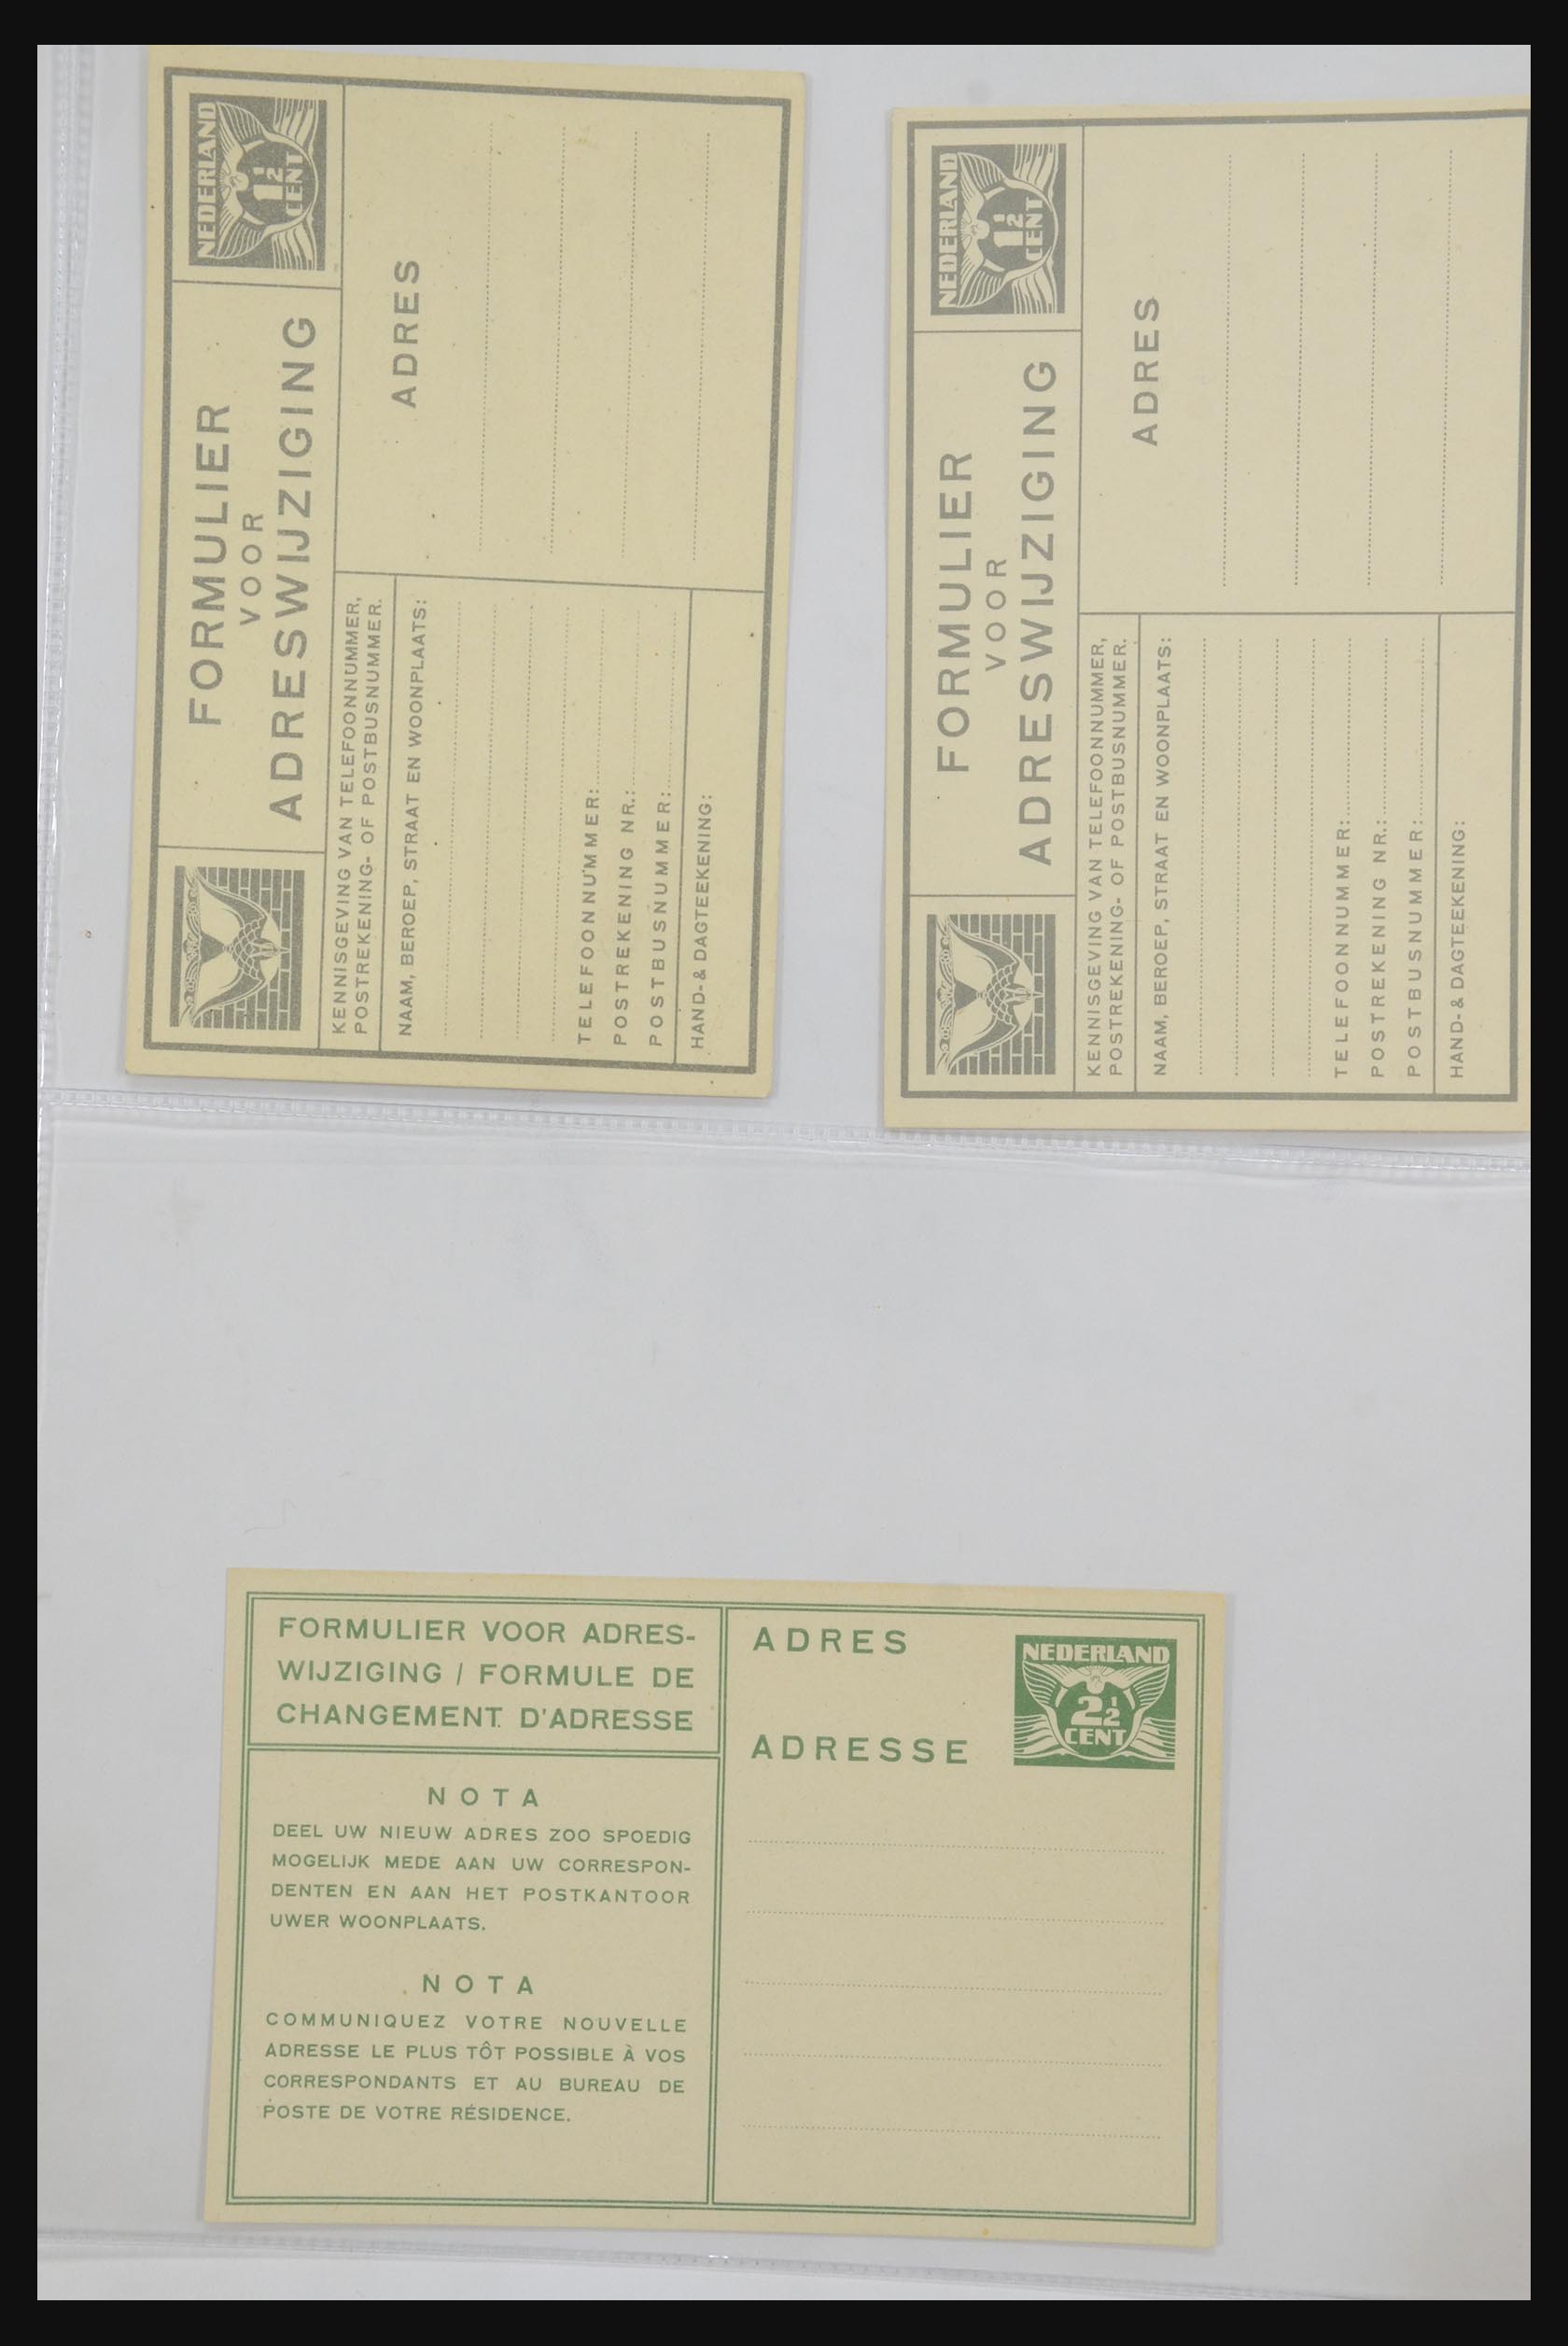 FORMULIER
VOOR
ADRESWIJZIGING
NEDERLAND
1½
CENT
KENNISGEVING VAN TELEFOONNUMMER,
POSTREKENING- OF POSTBUSNUMMER.
NAAM, BEROEP, STRAAT EN WOONPLAATS:
TELEFOONNUMMER:
POSTREKENING NR.:
POSTBUSNUMMER:
HAND- & DAGTEEKENING:
ADRES
FORMULIER
VOOR
ADRESWIJZIGING
NEDERLAND
1½
CENT
KENNISGEVING VAN TELEFOONNUMMER,
POSTREKENING- OF POSTBUSNUMMER.
NAAM, BEROEP, STRAAT EN WOONPLAATS:
TELEFOONNUMMER:
POSTREKENING NR.:
POSTBUSNUMMER:
HAND- & DAGTEEKENING:
ADRES
FORMULIER VOOR ADRES-
WIJZIGING / FORMULE DE
CHANGEMENT D'ADRESSE
NOTA
DEEL UW NIEUW ADRES ZOO SPOEDIG
MOGELIJK MEDE AAN UW CORRESPON-
DENTEN EN AAN HET POSTKANTOOR
UWER WOONPLAATS.
NOTA
COMMUNIQUEZ VOTRE NOUVELLE
ADRESSE LE PLUS TÔT POSSIBLE À VOS
CORRESPONDANTS ET AU BUREAU DE
POSTE DE VOTRE RÉSIDENCE.
ADRES
ADRESSE
NEDERLAND
2½
CENT